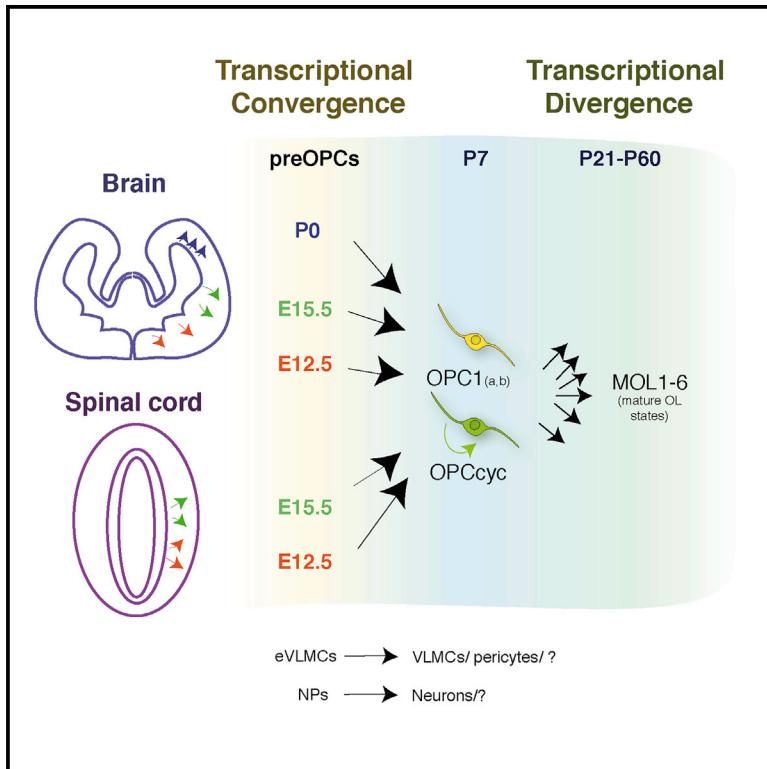 Transcriptional
Convergence
Transcriptional
Divergence
preOPCs
P7
P21-P60
Brain
P0
E15.5
E12.5
OPC1(a,b)
MOL1-6
(mature OL
states)
Spinal cord
OPCcyc
E15.5
E12.5
eVLMCs
VLMCs/ pericytes/ ?
NPs
Neurons/?